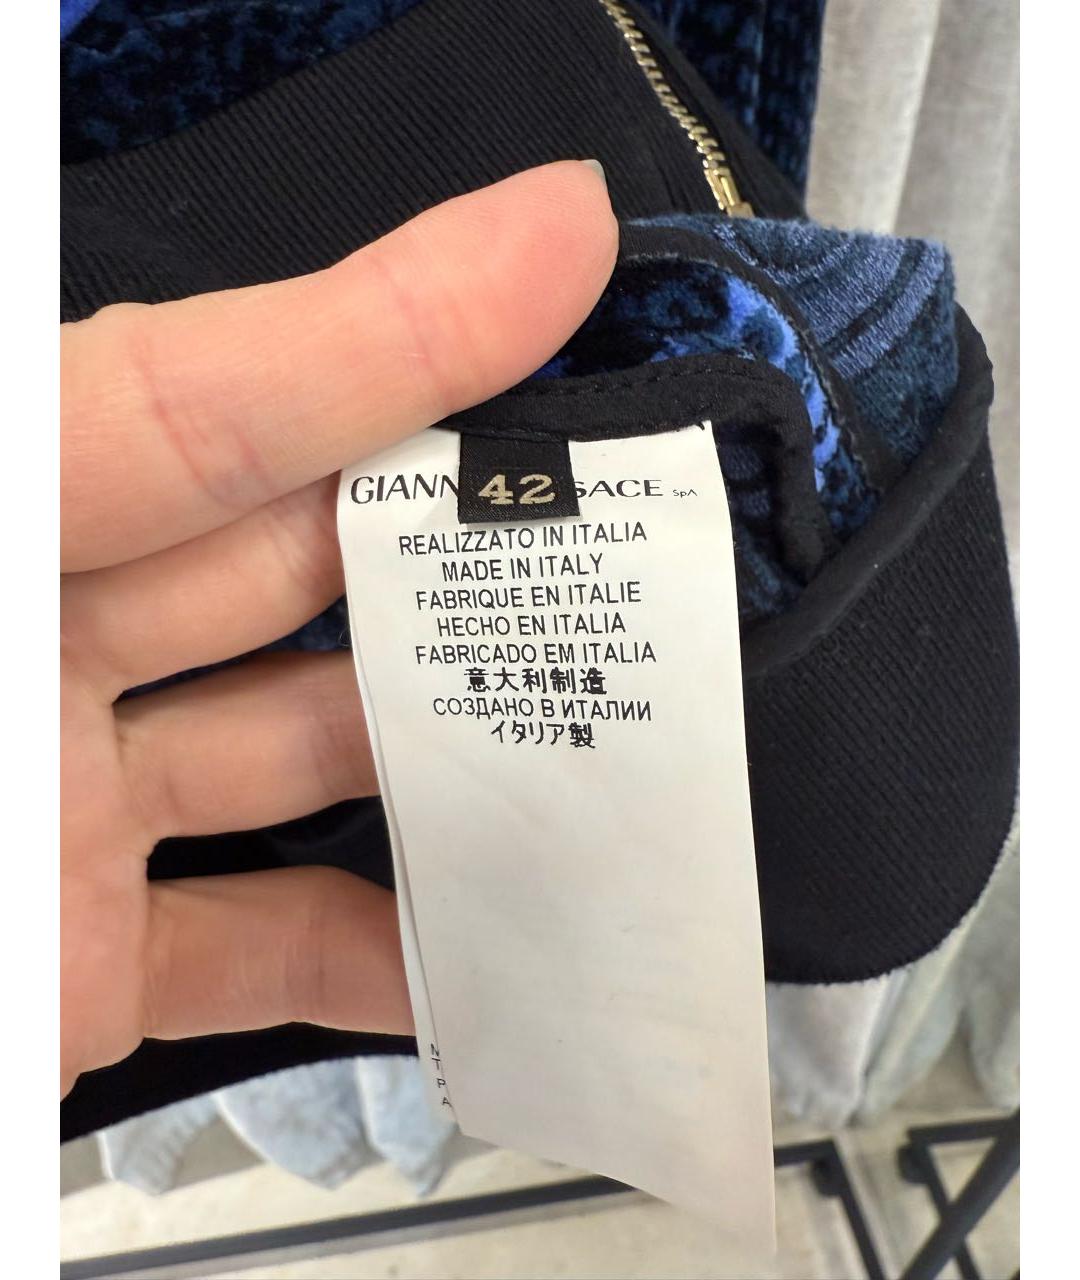 GIANN 42 SACE SpA
REALIZZATO IN ITALIA
MADE IN ITALY
FABRIQUE EN ITALIE
HECHO EN ITALIA
FABRICADO EM ITALIA
意大利制造
СОЗДАНО В ИТАЛИИ
イタリア製
N
T
P
A